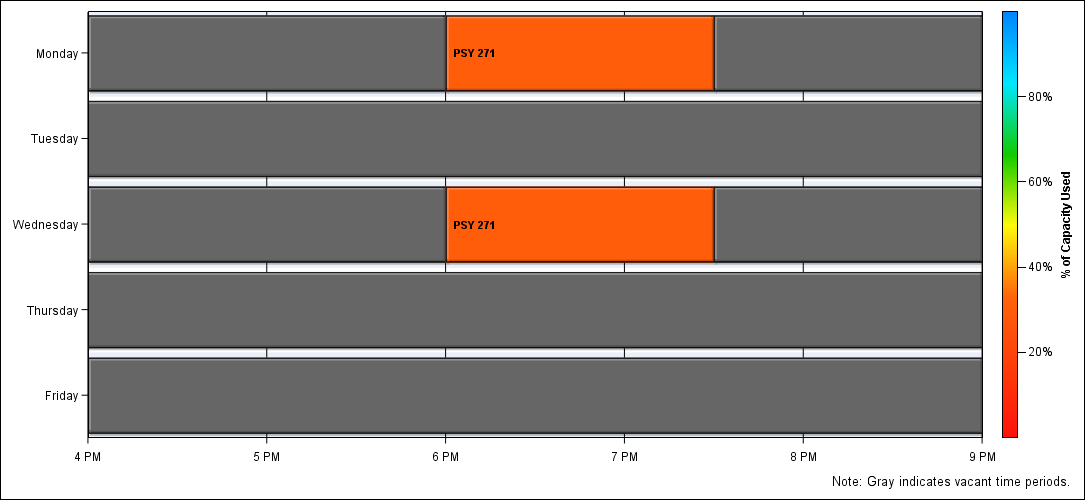 Monday
PSY 271
Tuesday
Wednesday
PSY 271
Thursday
Friday
4 PM 5 PM 6 PM 7 PM 8 PM 9 PM
80%
60%
40%
20%
% of Capacity Used
Note: Gray indicates vacant time periods.